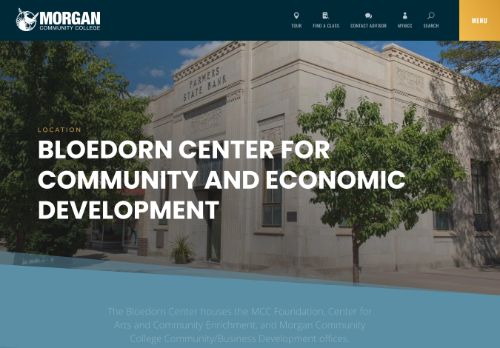 MORGAN
COMMUNITY COLLEGE
TOUR
FIND A CLASS
CONTACT ADVISOR
MYMCC
SEARCH
MENU
FARMERS
STATE BANK
LOCATION
BLOEDORN CENTER FOR
COMMUNITY AND ECONOMIC
DEVELOPMENT
The Bloedorn Center houses the MCC Foundation, Center for
Arts and Community Enrichment, and Morgan Community
College Community/Business Development offices.